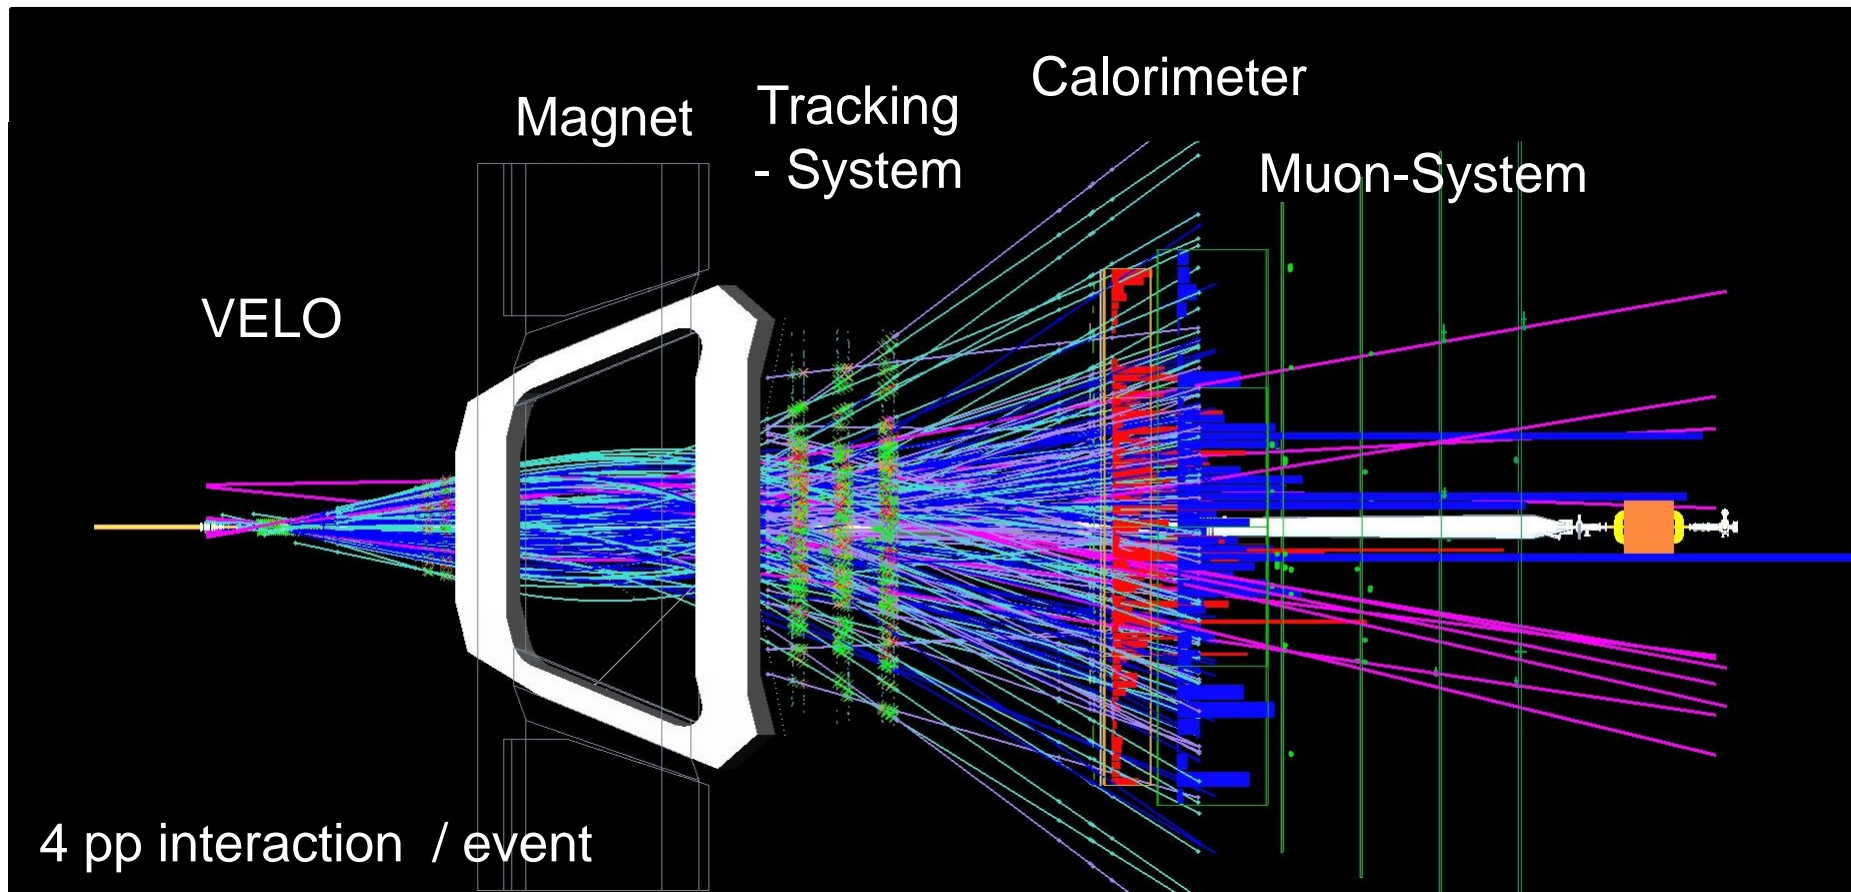 Calorimeter
Tracking
- System
Magnet
Muon-System
VELO
4 pp interaction / event